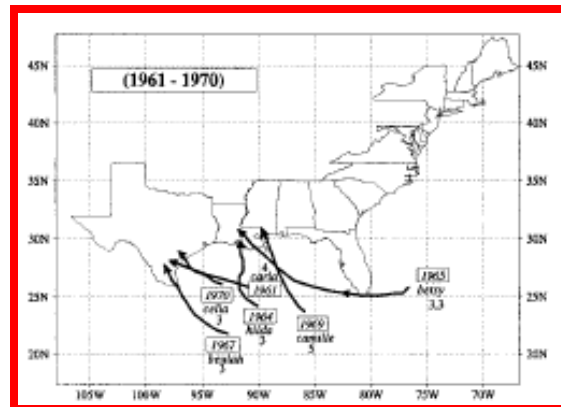 45N 45N
(1961 - 1970)
40N 40N
35N 35N
30N 30N
4
carla
1961
1965
betsy
3,3
25N 25N
1970
celia
3
1964
hilda
3
1969
camille
5
1967
beulah
3
20N 20N
105W 100W 95W 90W 85W 80W 75W 70W